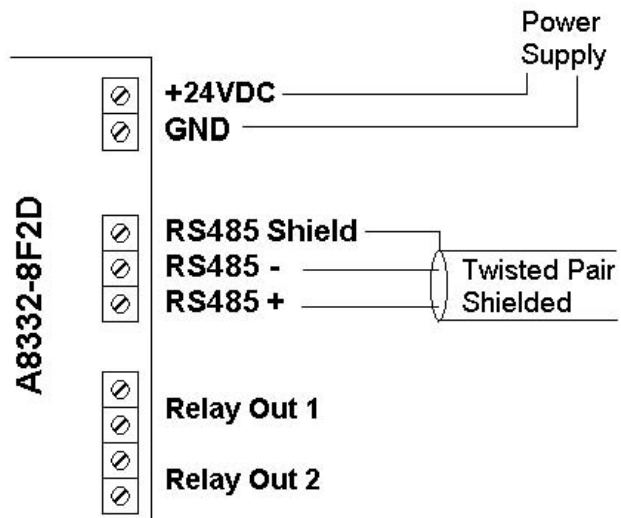 Power
Supply
+24VDC
GND
A8332-8F2D
RS485 Shield
RS485 -
RS485 +
Twisted Pair
Shielded
Relay Out 1
Relay Out 2